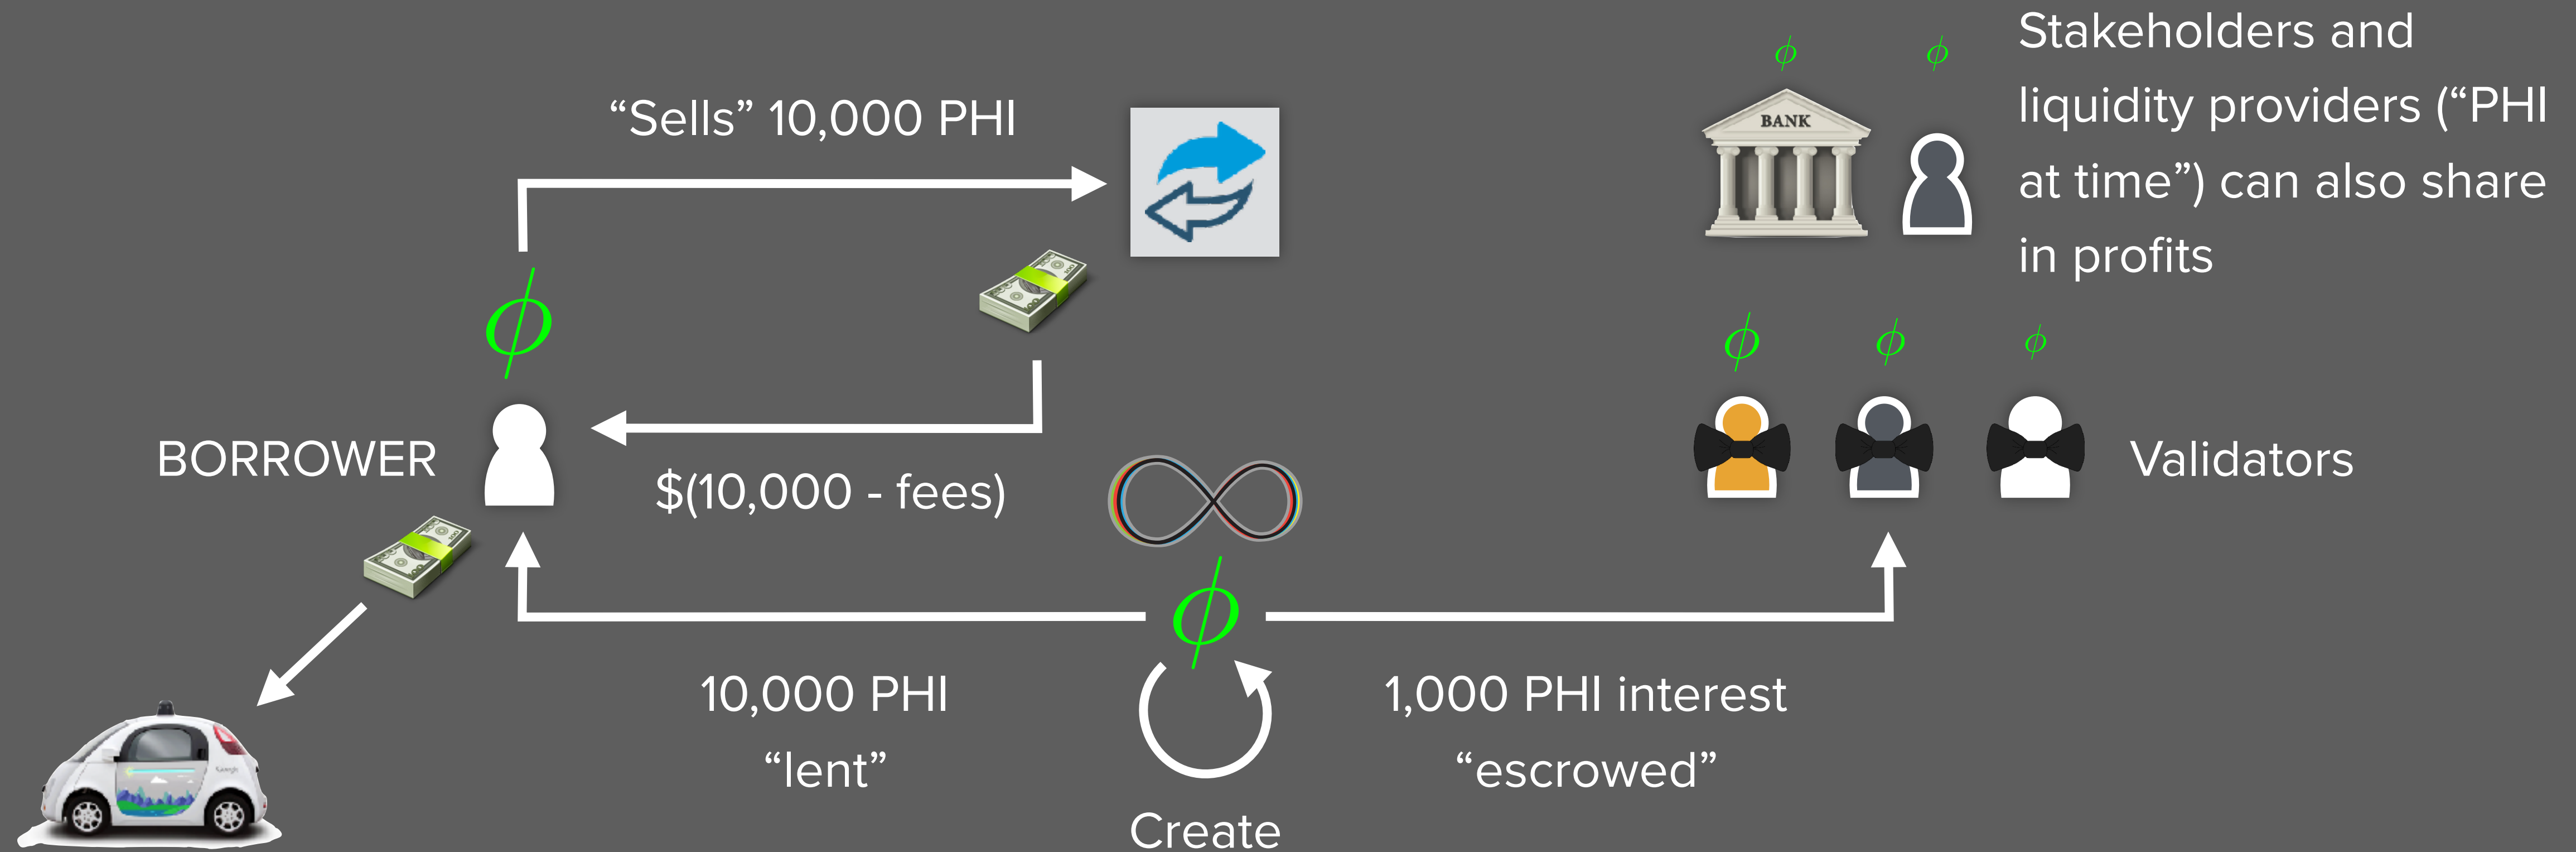 Stakeholders and
liquidity providers (“PHI
at time”) can also share
in profits
ϕ
ϕ
BANK
“Sells” 10,000 PHI
ϕ
ϕ
ϕ
ϕ
BORROWER
$(10,000 - fees)
Validators
ϕ
10,000 PHI
“lent”
1,000 PHI interest
“escrowed”
Create